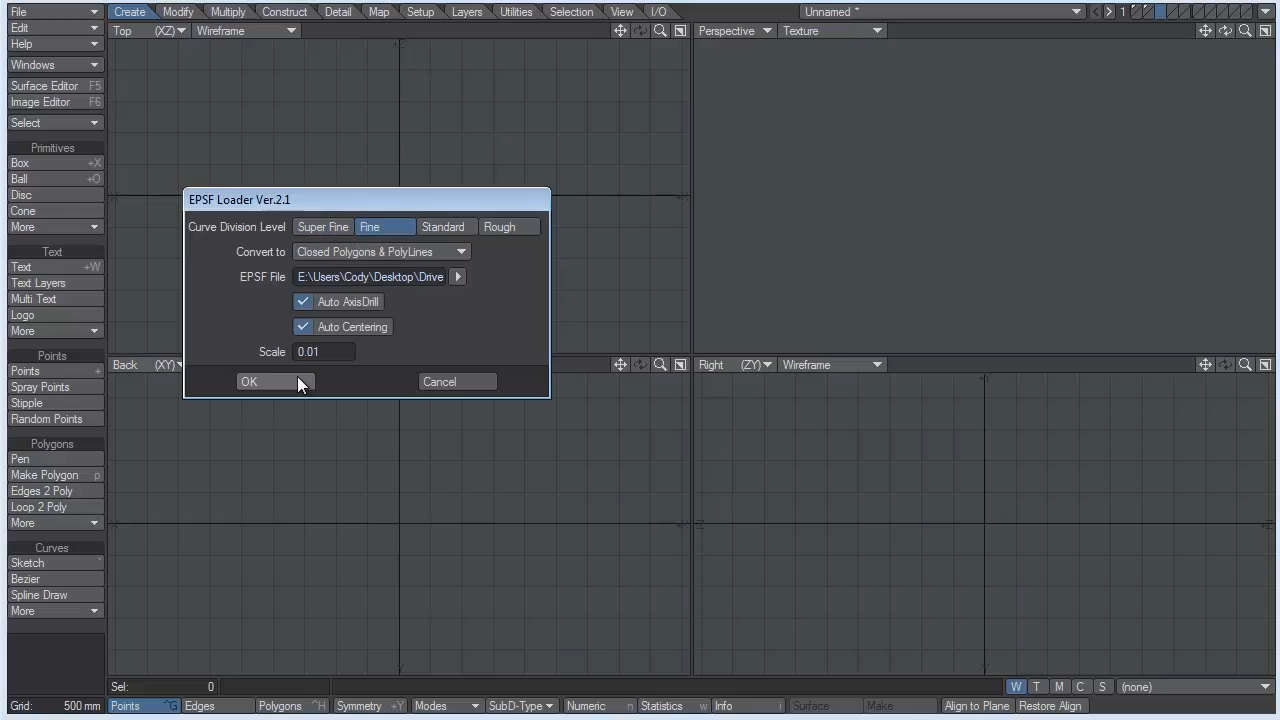 File Create Modify Multiply Construct Detail Map Setup Layers Utilities Selection View I/O Unnamed * < > 1
Edit Top (XZ) Wireframe Perspective Texture
Help
Windows
Surface Editor F5
Image Editor F6
Select
Primitives
Box +X
Ball +O
Disc
Cone
More
Text
Text +W
Text Layers
Multi Text
Logo
More
Points
Points +
Spray Points
Stipple
Random Points
Polygons
Pen
Make Polygon p
Edges 2 Poly
Loop 2 Poly
More
Curves
Sketch `
Bezier
Spline Draw
More
EPSF Loader Ver.2.1
Curve Division Level Super Fine Fine Standard Rough
Convert to Closed Polygons & PolyLines
EPSF File E:\Users\Cody\Desktop\Drive
Auto AxisDrill
Auto Centering
Scale 0.01
OK Cancel
Back (XY) Right (ZY) Wireframe
Sel: 0 W T M C S (none)
Grid: 500 mm Points ^G Edges Polygons ^H Symmetry +Y Modes SubD-Type Numeric n Statistics w Info i Surface Make Align to Plane Restore Align